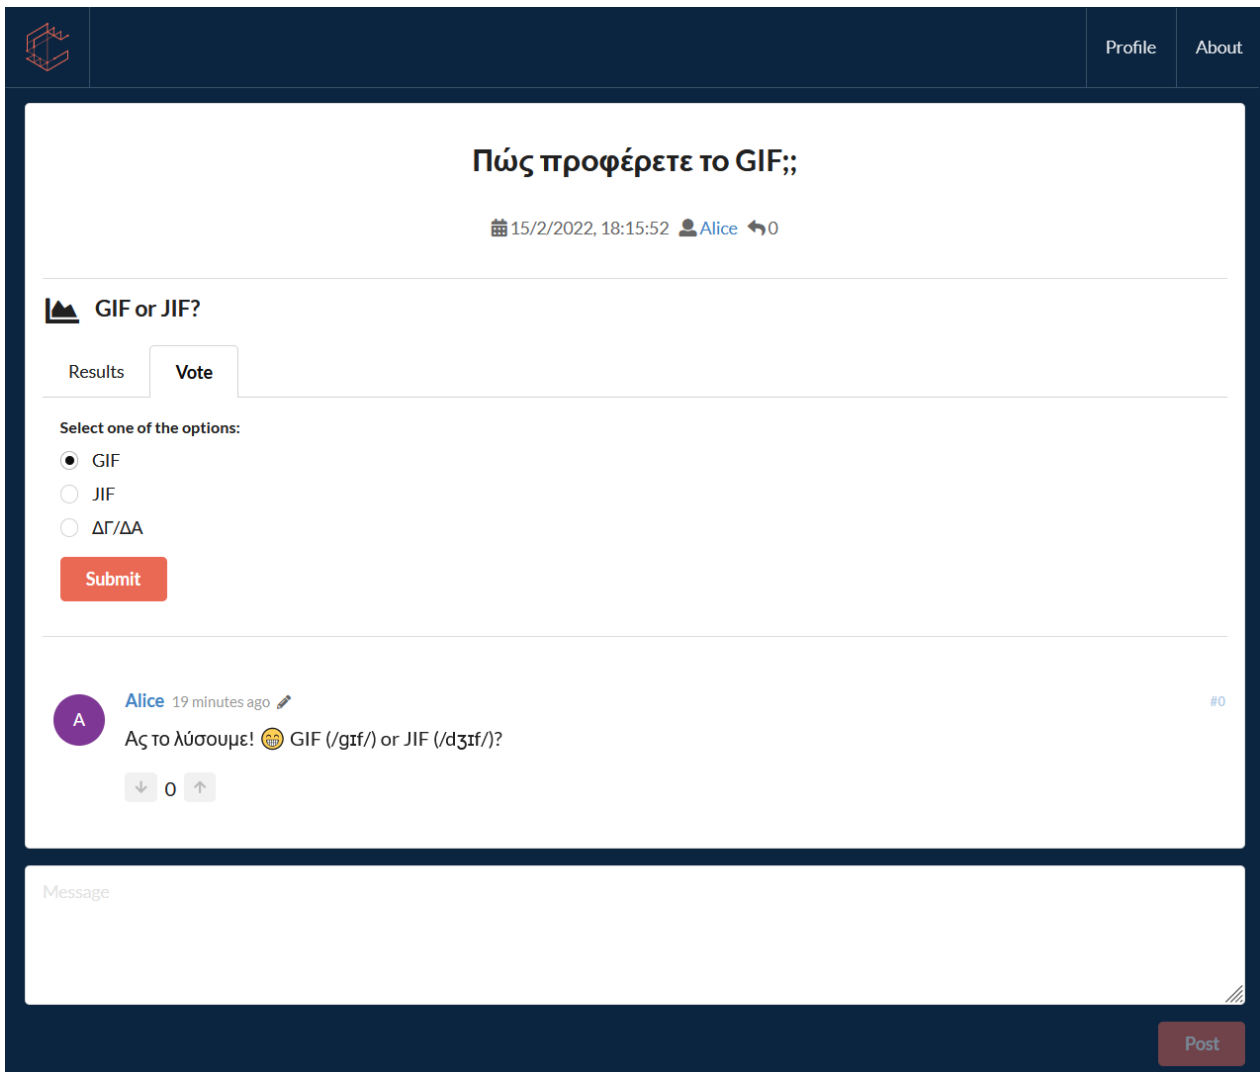 Profile About
Πώς προφέρετε το GIF;;
15/2/2022, 18:15:52 Alice 0
GIF or JIF?
Results Vote
Select one of the options:
GIF
JIF
ΔΓ/ΔΑ
Submit
Alice 19 minutes ago #0
A
Ας το λύσουμε! 😁 GIF (/gɪf/) or JIF (/dʒɪf/)?
0
Message
Post